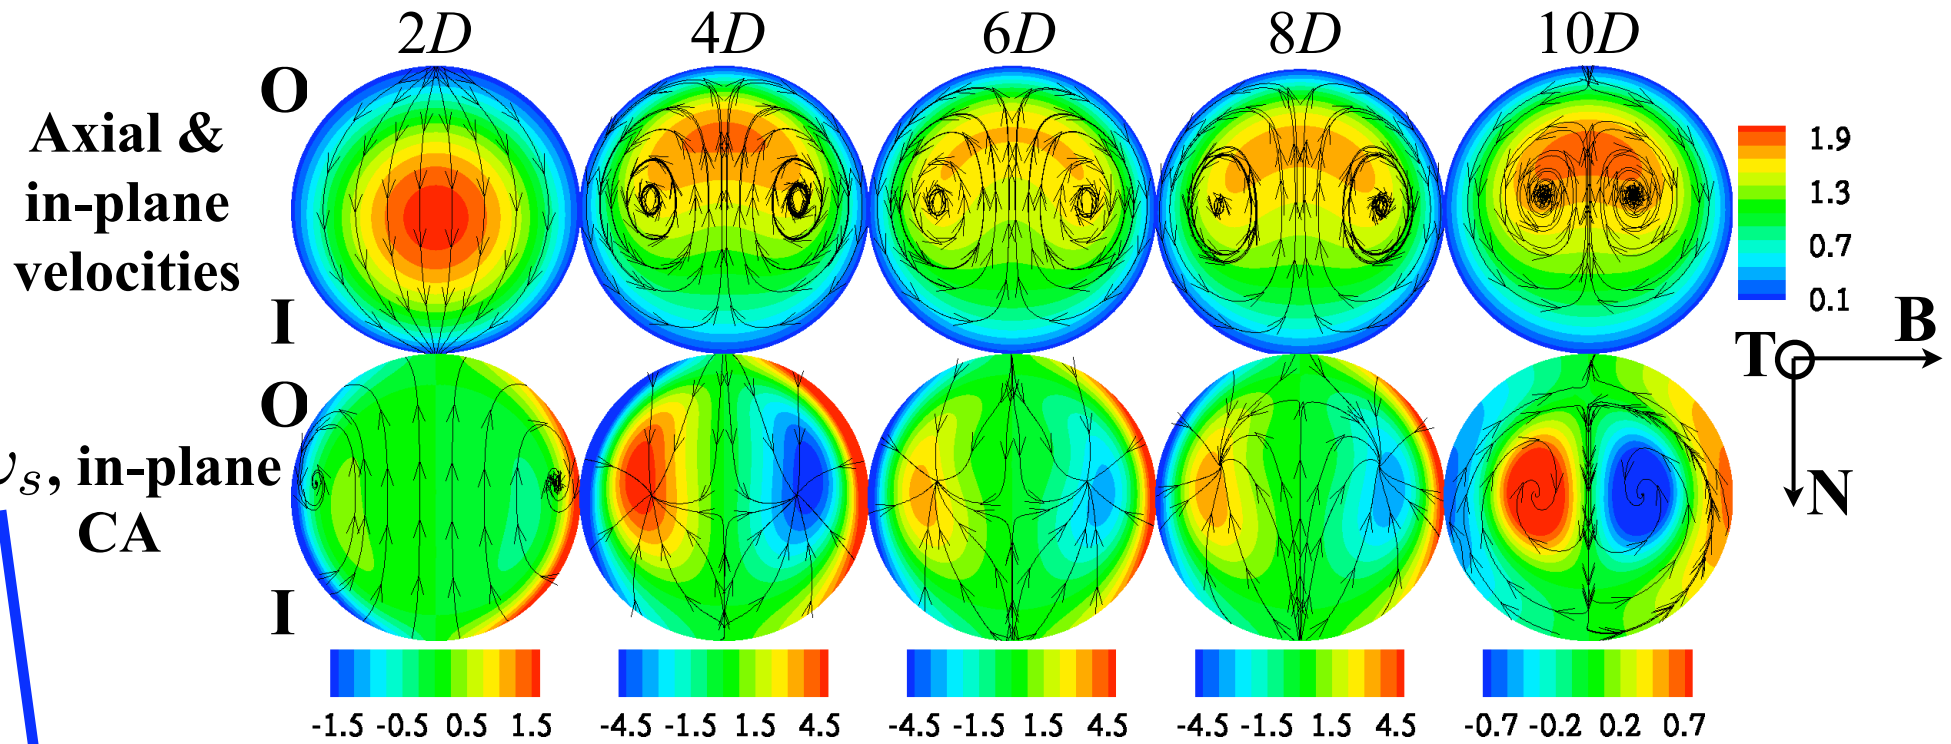 2D 4D 6D 8D 10D
O
Axial &
in-plane
velocities
I
1.9
1.3
0.7
0.1
B
T
N
O
, in-plane
CA
I
-1.5 -0.5 0.5 1.5
-4.5 -1.5 1.5 4.5
-4.5 -1.5 1.5 4.5
-4.5 -1.5 1.5 4.5
-0.7 -0.2 0.2 0.7